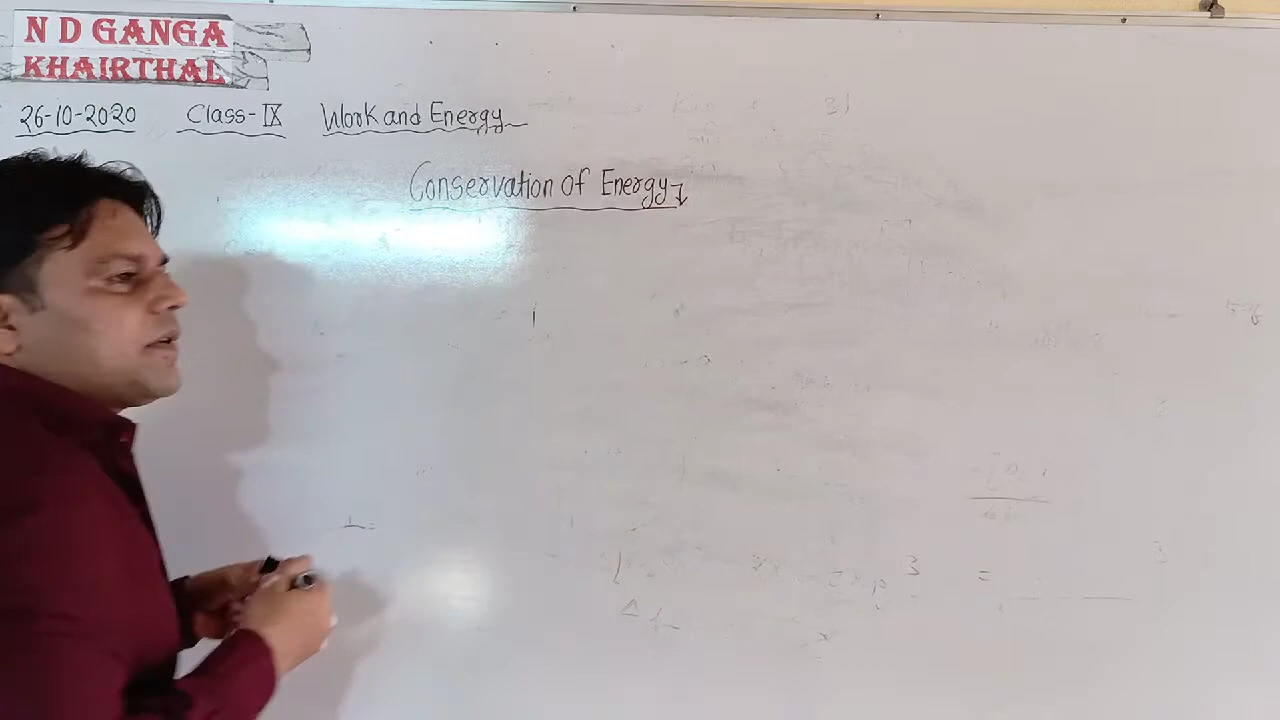 N D GANGA
KHAIRTHAL
26-10-2020 Class-IX Work and Energy
Conservation of Energy